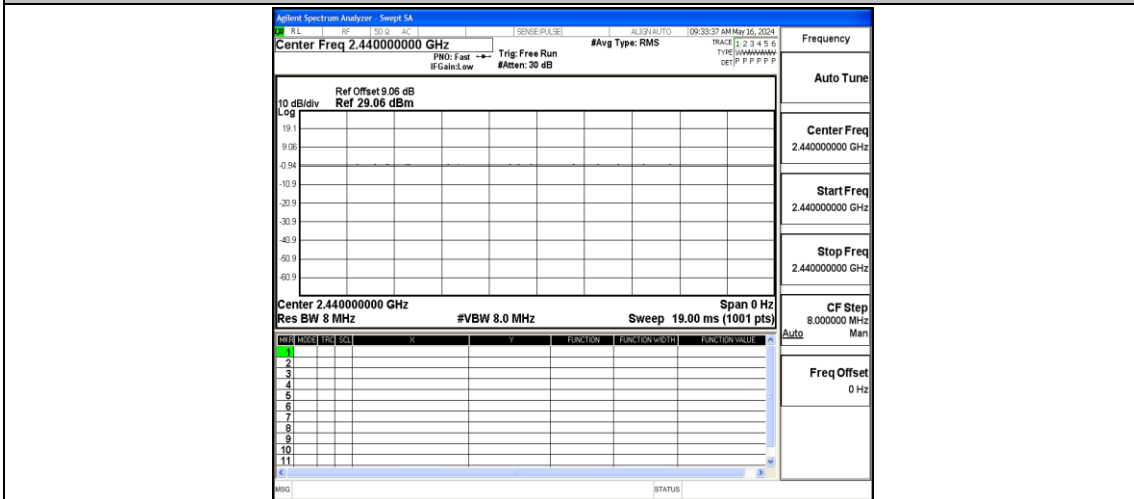 Agilent Spectrum Analyzer - Swept SA
RL RF 50 Ω AC SENSE:PULSE ALIGN AUTO 09:33:37 AM May 16, 2024
Center Freq 2.440000000 GHz #Avg Type: RMS TRACE 1 2 3 4 5 6
PNO: Fast Trig: Free Run TYPE WWWWWW
IFGain:Low #Atten: 30 dB DET P P P P P P
Frequency
Auto Tune
Ref Offset 9.06 dB
10 dB/div Ref 29.06 dBm
Log
19.1
9.06
-0.94
-10.9
-20.9
-30.9
-40.9
-50.9
-60.9
Center 2.440000000 GHz Span 0 Hz
Res BW 8 MHz #VBW 8.0 MHz Sweep 19.00 ms (1001 pts)
Center Freq
2.440000000 GHz
Start Freq
2.440000000 GHz
Stop Freq
2.440000000 GHz
CF Step
8.000000 MHz
Auto Man
Freq Offset
0 Hz
MKR MODE TRC SCL X Y FUNCTION FUNCTION WIDTH FUNCTION VALUE
1
2
3
4
5
6
7
8
9
10
11
MSG STATUS